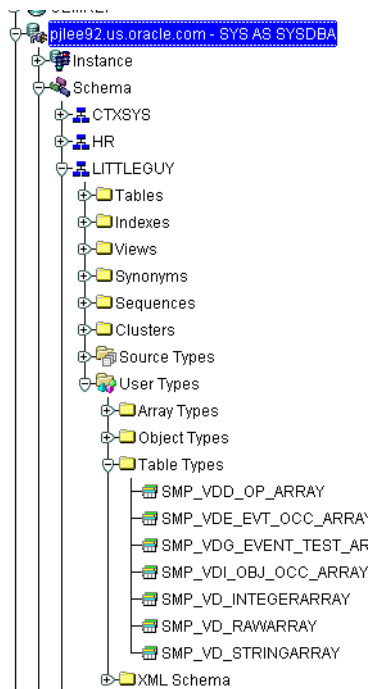 pjlee92.us.oracle.com - SYS AS SYSDBA
Instance
Schema
CTXSYS
HR
LITTLEGUY
Tables
Indexes
Views
Synonyms
Sequences
Clusters
Source Types
User Types
Array Types
Object Types
Table Types
SMP_VDD_OP_ARRAY
SMP_VDE_EVT_OCC_ARRAY
SMP_VDG_EVENT_TEST_AR
SMP_VDI_OBJ_OCC_ARRAY
SMP_VD_INTEGERARRAY
SMP_VD_RAWARRAY
SMP_VD_STRINGARRAY
XML Schema